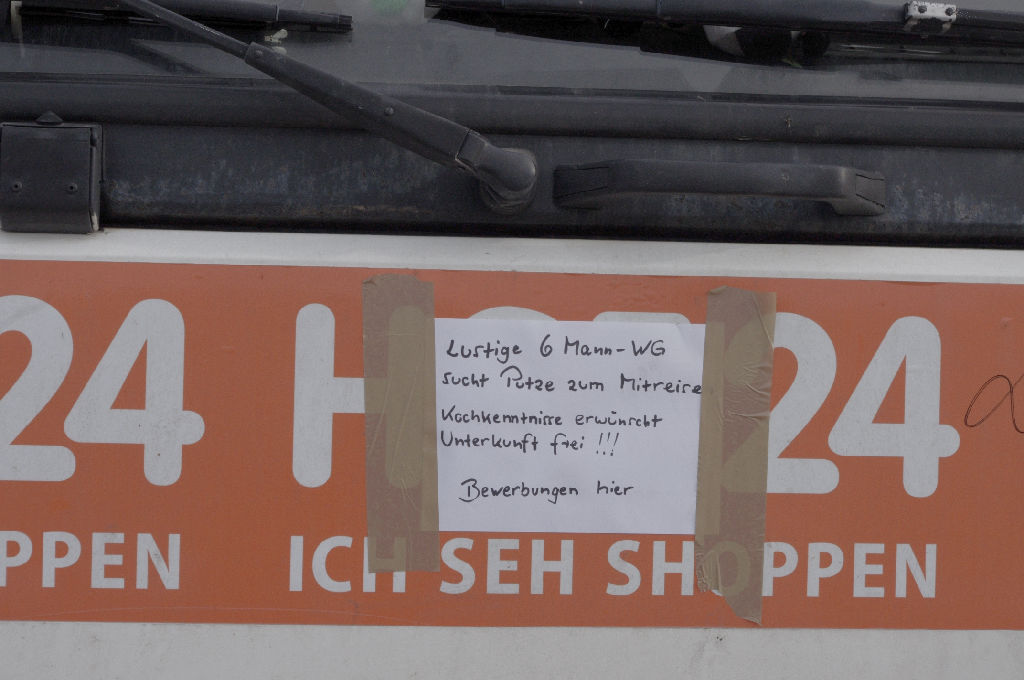 24 H 24
Lustige 6 Mann-WG
sucht Putze zum Mitreisen
Kochkenntnisse erwünscht
Unterkunft frei !!!
Bewerbungen hier
PPEN ICH SEH SHOPPEN